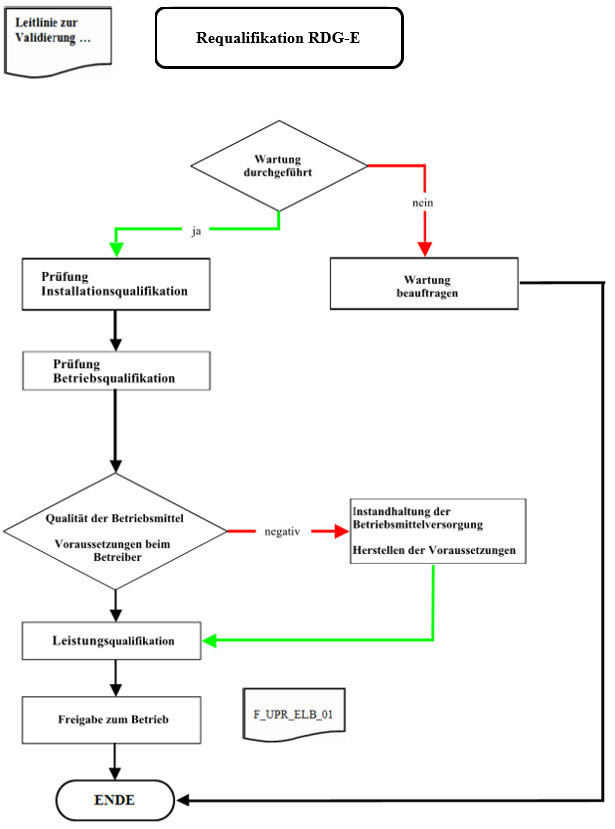 Leitlinie zur
Validierung ...
Requalifikation RDG-E
Wartung
durchgeführt
nein
ja
Prüfung
Installationsqualifikation
Wartung
beauftragen
Prüfung
Betriebsqualifikation
Qualität der Betriebsmittel
Voraussetzungen beim
Betreiber
negativ
Instandhaltung der
Betriebsmittelversorgung
Herstellen der Voraussetzungen
Leistungsqualifikation
Freigabe zum Betrieb
F_UPR_ELB_01
ENDE